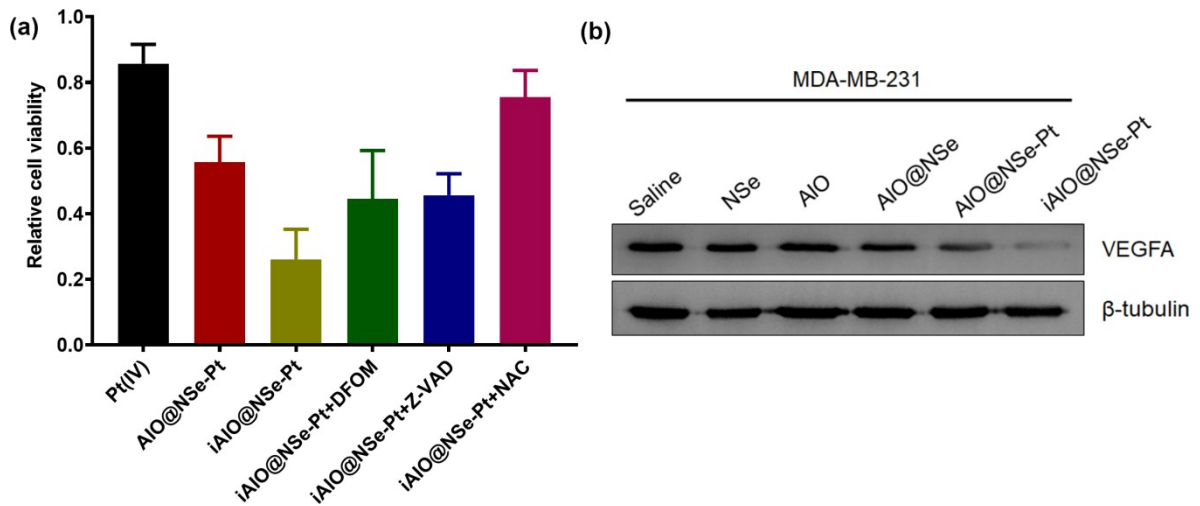 (a)
Relative cell viability
1.0
0.8
0.6
0.4
0.2
0.0
Pt(IV)
AIO@NSe-Pt
iAIO@NSe-Pt
iAIO@NSe-Pt+DFOM
iAIO@NSe-Pt+Z-VAD
iAIO@NSe-Pt+NAC
(b)
MDA-MB-231
Saline
NSe
AIO
AIO@NSe
AIO@NSe-Pt
iAIO@NSe-Pt
VEGFA
β-tubulin